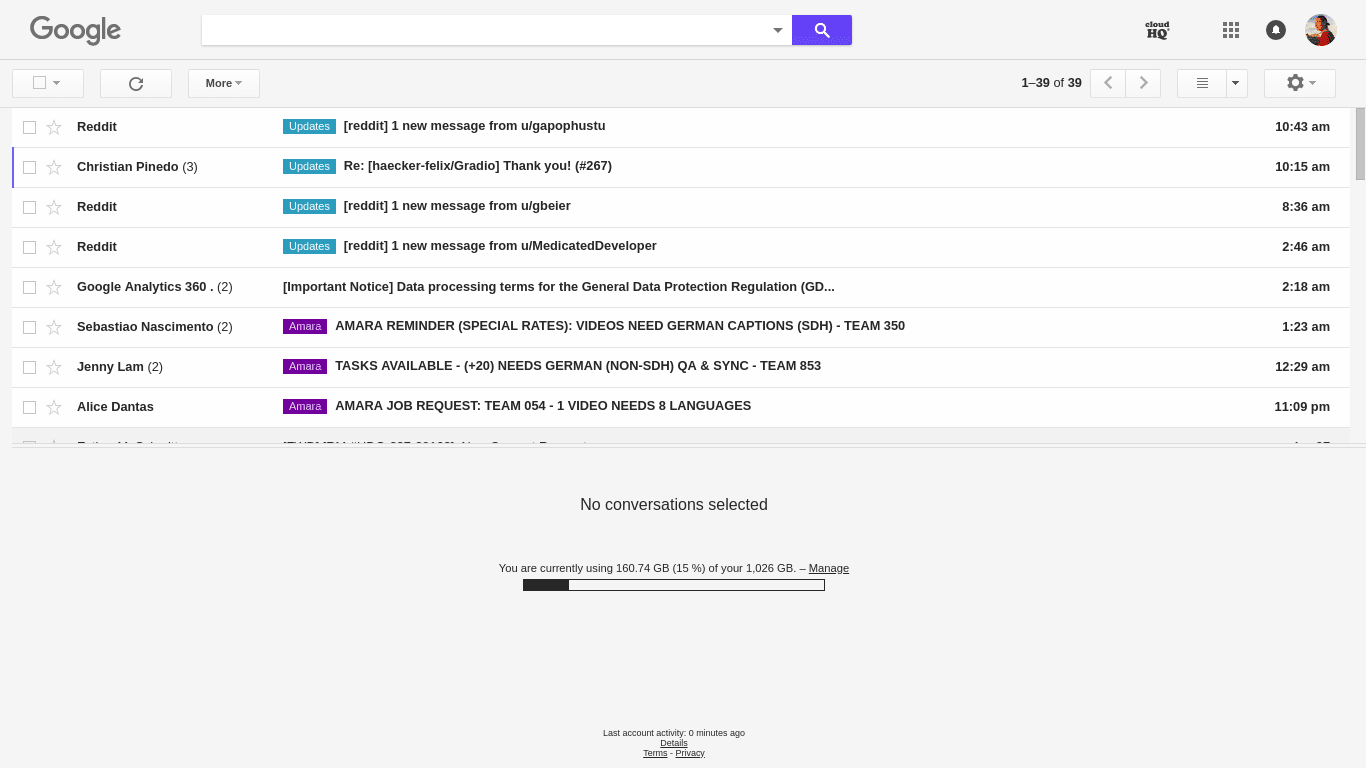 Google
cloud HQ
More
1–39 of 39
Reddit Updates [reddit] 1 new message from u/gapophustu 10:43 am
Christian Pinedo (3) Updates Re: [haecker-felix/Gradio] Thank you! (#267) 10:15 am
Reddit Updates [reddit] 1 new message from u/gbeier 8:36 am
Reddit Updates [reddit] 1 new message from u/MedicatedDeveloper 2:46 am
Google Analytics 360 . (2) [Important Notice] Data processing terms for the General Data Protection Regulation (GD... 2:18 am
Sebastiao Nascimento (2) Amara AMARA REMINDER (SPECIAL RATES): VIDEOS NEED GERMAN CAPTIONS (SDH) - TEAM 350 1:23 am
Jenny Lam (2) Amara TASKS AVAILABLE - (+20) NEEDS GERMAN (NON-SDH) QA & SYNC - TEAM 853 12:29 am
Alice Dantas Amara AMARA JOB REQUEST: TEAM 054 - 1 VIDEO NEEDS 8 LANGUAGES 11:09 pm
No conversations selected
You are currently using 160.74 GB (15 %) of your 1,026 GB. – Manage
Last account activity: 0 minutes ago
Details
Terms - Privacy